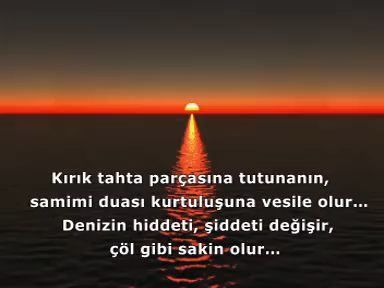 Kırık tahta parçasına tutunanın,
samimi duası kurtuluşuna vesile olur...
Denizin hiddeti, şiddeti değişir,
çöl gibi sakin olur...